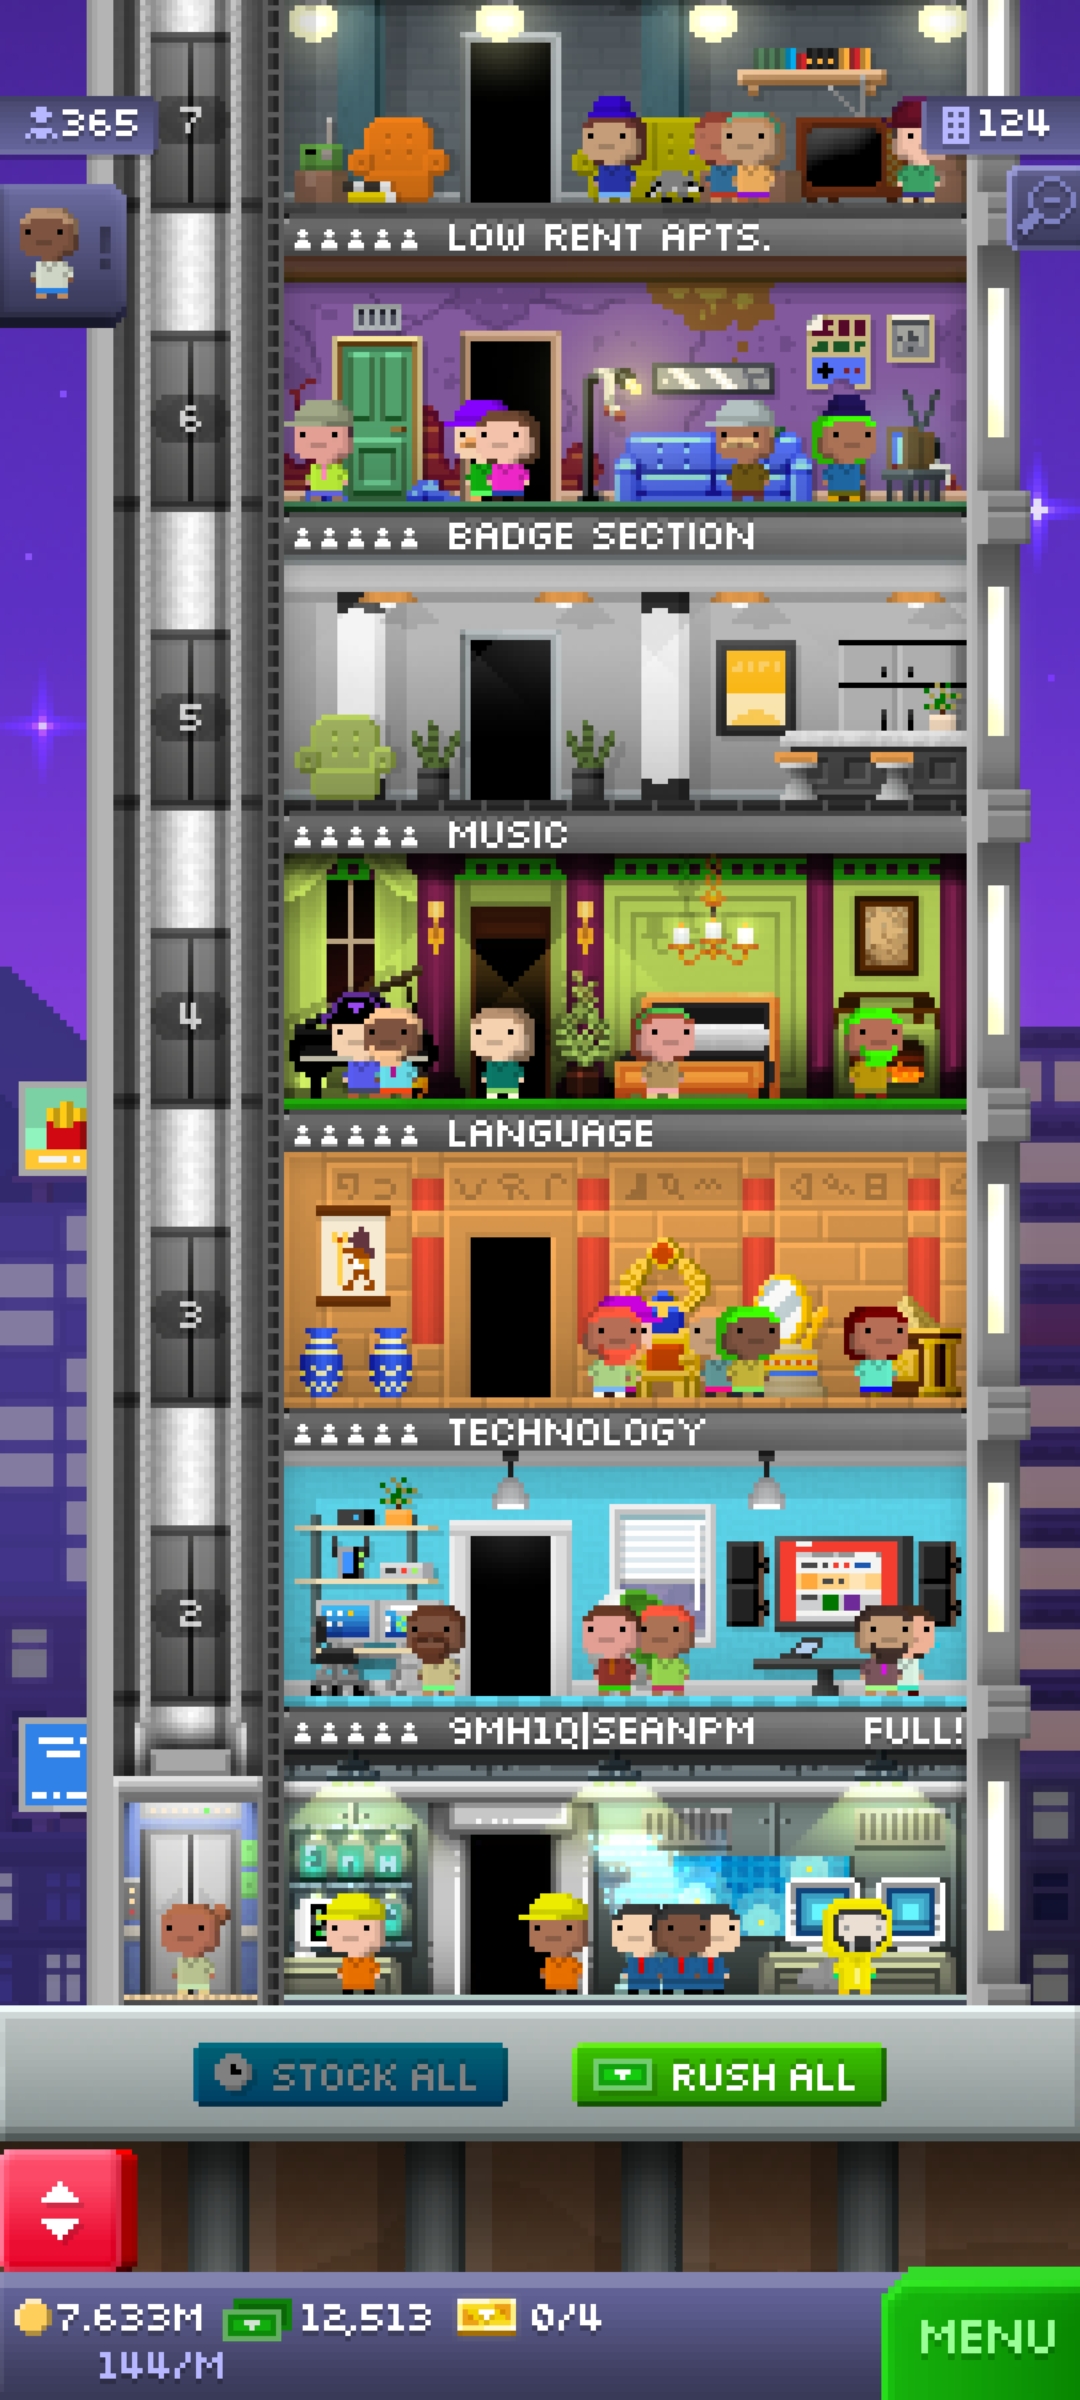 7
365
124
!
LOW RENT APTS.
6
BADGE SECTION
5
MUSIC
4
LANGUAGE
3
TECHNOLOGY
2
9MH1Q|SEANPM FULL!
STOCK ALL
RUSH ALL
7.633M 12,513 0/4
144/M
MENU